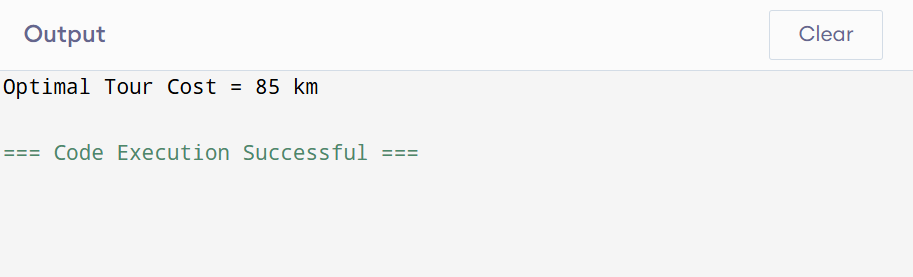 Output
Clear
Optimal Tour Cost = 85 km
=== Code Execution Successful ===